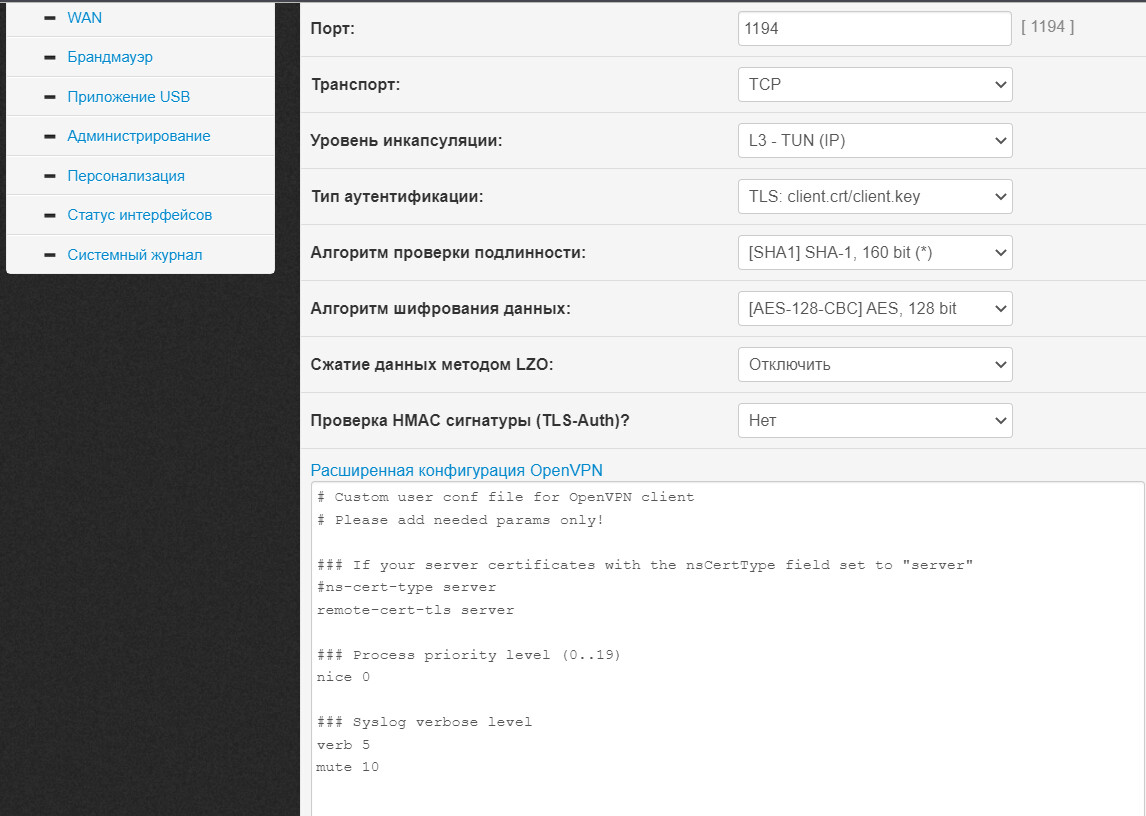 WAN
Брандмауэр
Приложение USB
Администрирование
Персонализация
Статус интерфейсов
Системный журнал
Порт:
1194
[ 1194 ]
Транспорт:
TCP
Уровень инкапсуляции:
L3 - TUN (IP)
Тип аутентификации:
TLS: client.crt/client.key
Алгоритм проверки подлинности:
[SHA1] SHA-1, 160 bit (*)
Алгоритм шифрования данных:
[AES-128-CBC] AES, 128 bit
Сжатие данных методом LZO:
Отключить
Проверка HMAC сигнатуры (TLS-Auth)?
Нет
Расширенная конфигурация OpenVPN
# Custom user conf file for OpenVPN client
# Please add needed params only!
### If your server certificates with the nsCertType field set to "server"
#ns-cert-type server
remote-cert-tls server
### Process priority level (0..19)
nice 0
### Syslog verbose level
verb 5
mute 10